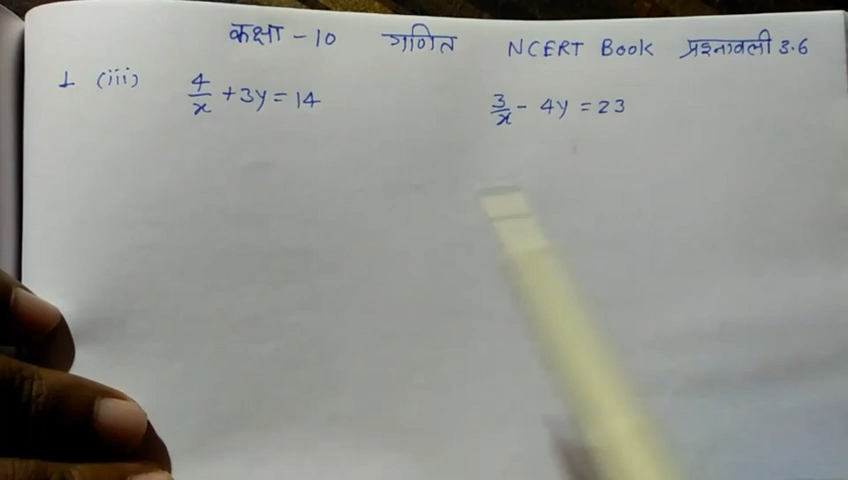 कक्षा - 10 गणित NCERT Book प्रश्नावली 3.6
1 (iii) 4/x + 3y = 14 3/x - 4y = 23